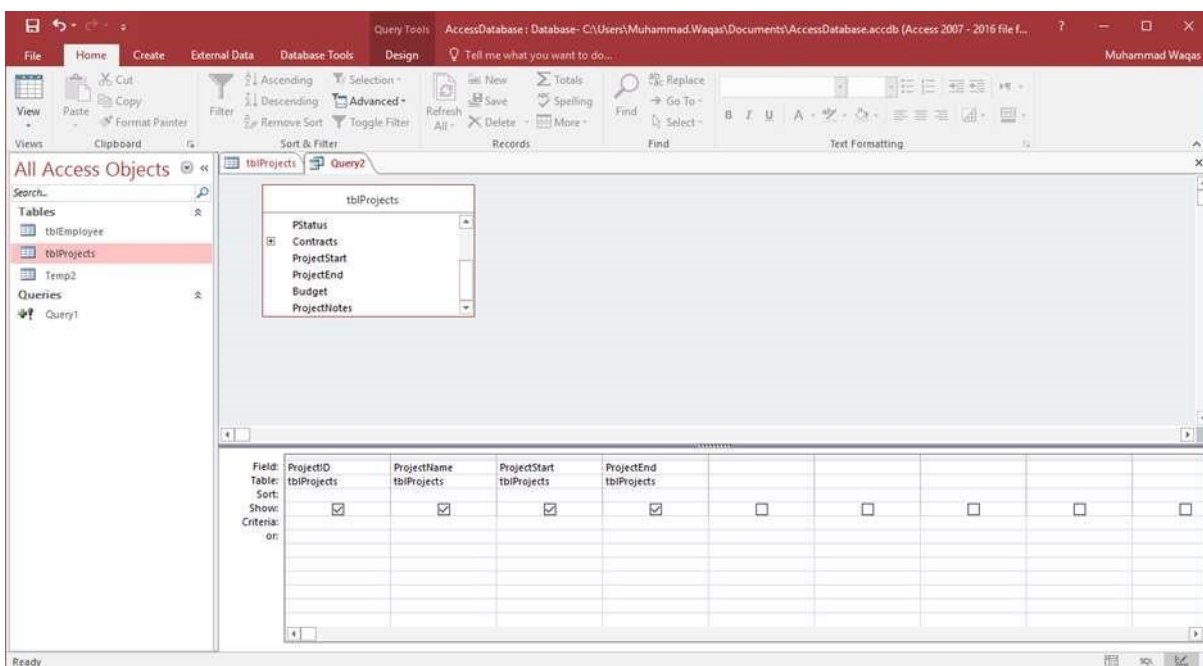 Query Tools AccessDatabase : Database- C:\Users\Muhammad.Waqas\Documents\AccessDatabase.accdb (Access 2007 - 2016 file f... ?
File Home Create External Data Database Tools Design Tell me what you want to do... Muhammad Waqas
View Paste Cut Copy Format Painter
Filter Ascending Descending Remove Sort Selection Advanced Toggle Filter
Refresh All New Save Delete Totals Spelling More
Find Replace Go To Select
B I U A
Views Clipboard Sort & Filter Records Find Text Formatting
All Access Objects
Search...
Tables
tblEmployee
tblProjects
Temp2
Queries
Query1
tblProjects Query2
tblProjects
PStatus
Contracts
ProjectStart
ProjectEnd
Budget
ProjectNotes
Field: ProjectID ProjectName ProjectStart ProjectEnd
Table: tblProjects tblProjects tblProjects tblProjects
Sort:
Show:
Criteria:
or:
Ready SQL